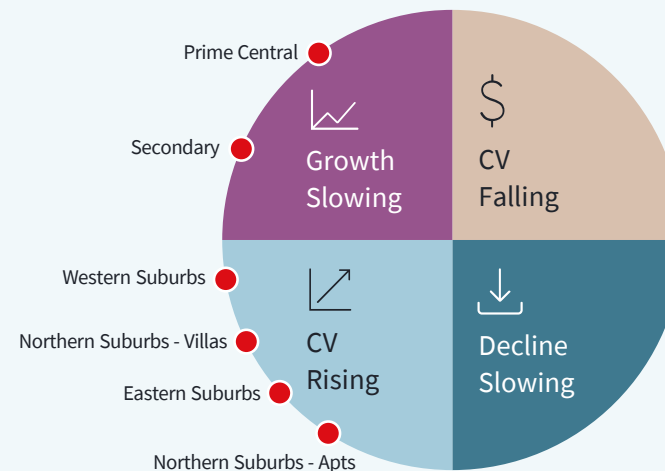 Prime Central
Secondary
Growth
Slowing
$
CV
Falling
Western Suburbs
Northern Suburbs - Villas
Eastern Suburbs
Northern Suburbs - Apts
CV
Rising
Decline
Slowing